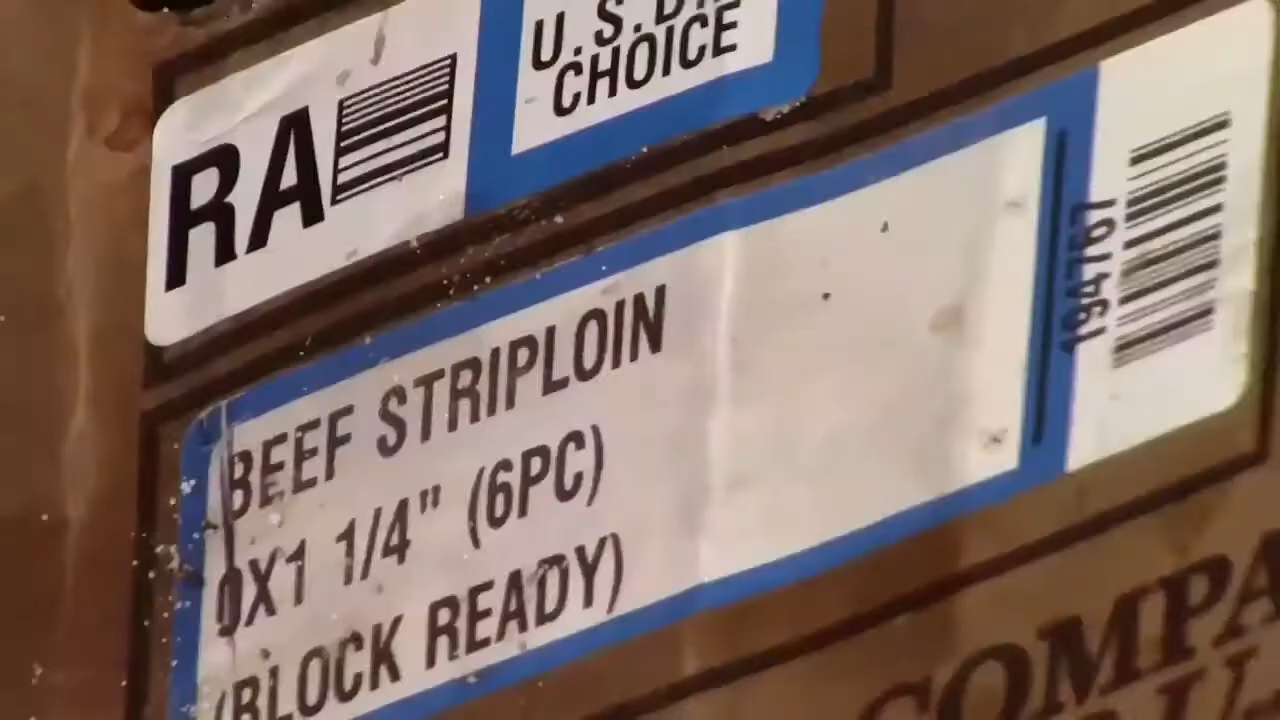 RA
U.S.
CHOICE
BEEF STRIPLOIN
0X1 1/4" (6PC)
(BLOCK READY)
194767
COMPA